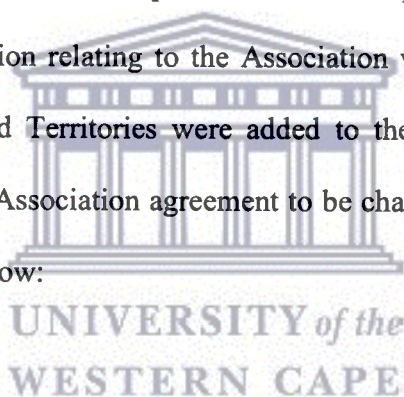 ion relating to the Association
d Territories were added to the
Association agreement to be cha
ow:
UNIVERSITY of the
WESTERN CAPE